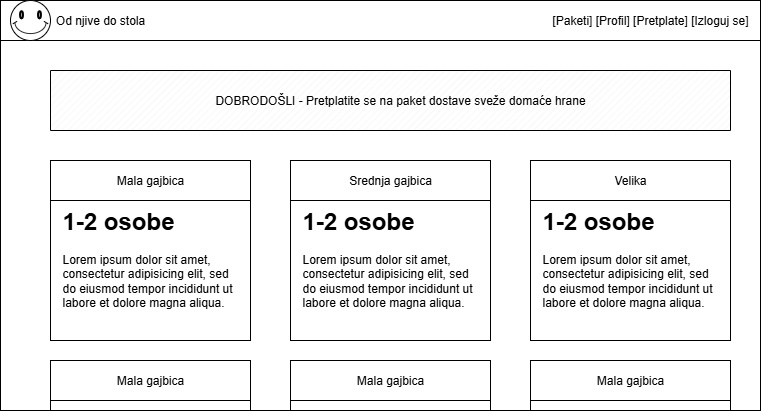 Od njive do stola
[Paketi] [Profil] [Pretplate] [Izloguj se]
DOBRODOŠLI - Pretplatite se na paket dostave sveže domaće hrane
Mala gajbica
1-2 osobe
Lorem ipsum dolor sit amet,
consectetur adipisicing elit, sed
do eiusmod tempor incididunt ut
labore et dolore magna aliqua.
Srednja gajbica
1-2 osobe
Lorem ipsum dolor sit amet,
consectetur adipisicing elit, sed
do eiusmod tempor incididunt ut
labore et dolore magna aliqua.
Velika
1-2 osobe
Lorem ipsum dolor sit amet,
consectetur adipisicing elit, sed
do eiusmod tempor incididunt ut
labore et dolore magna aliqua.
Mala gajbica
Mala gajbica
Mala gajbica